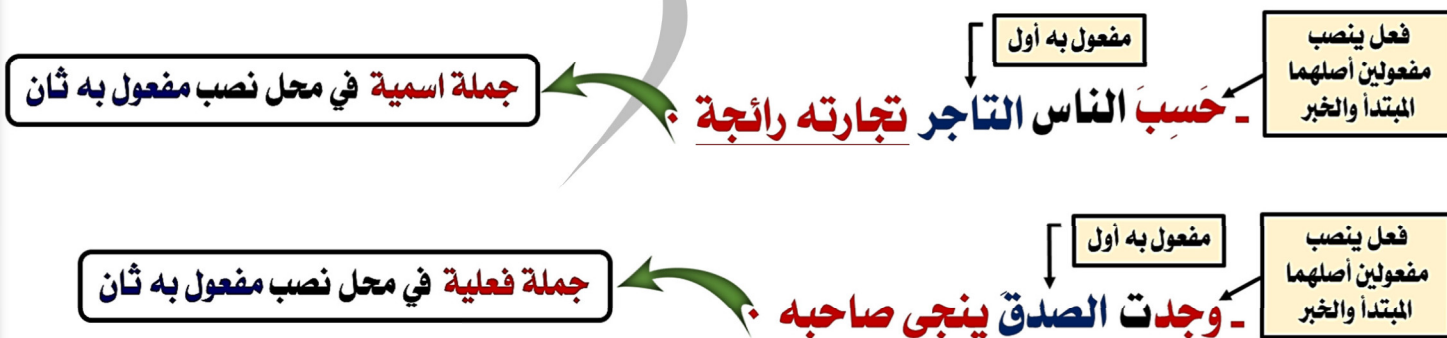 فعل ينصب
مفعولين أصلهما
المبتدأ والخبر
مفعول به أول
ـ حَسِبَ الناس التاجر تجارته رائجة .
جملة اسمية في محل نصب مفعول به ثان
فعل ينصب
مفعولين أصلهما
المبتدأ والخبر
مفعول به أول
ـ وجدت الصدقَ ينجى صاحبه .
جملة فعلية في محل نصب مفعول به ثان